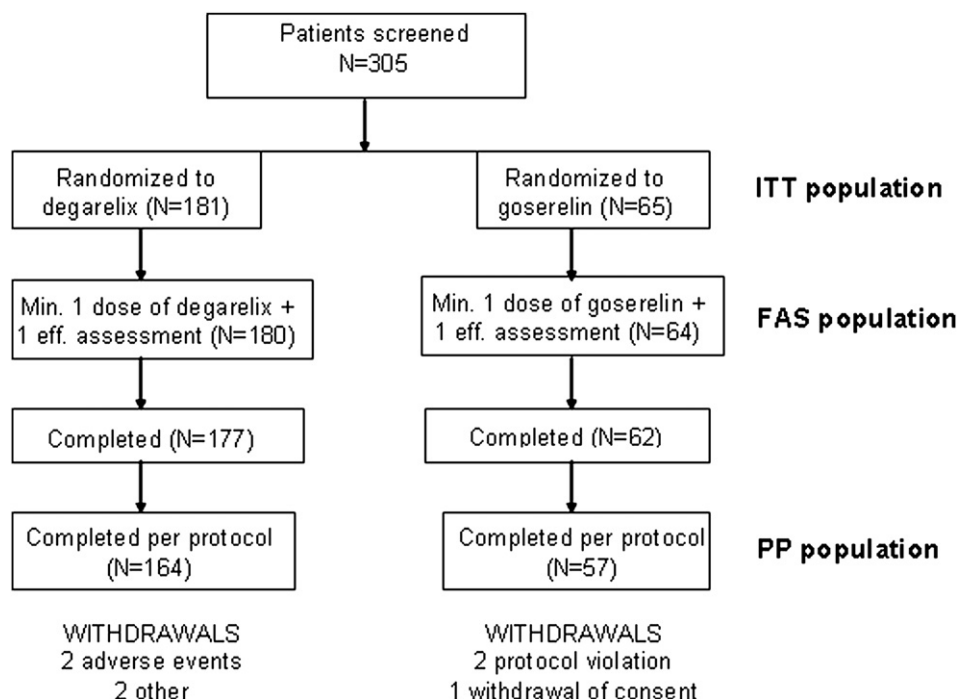 Patients screened
N=305
Randomized to
degarelix (N=181)
Randomized to
goserelin (N=65)
ITT population
Min. 1 dose of degarelix +
1 eff. assessment (N=180)
Min. 1 dose of goserelin +
1 eff. assessment (N=64)
FAS population
Completed (N=177)
Completed (N=62)
Completed per protocol
(N=164)
Completed per protocol
(N=57)
PP population
WITHDRAWALS
2 adverse events
2 other
WITHDRAWALS
2 protocol violation
1 withdrawal of consent